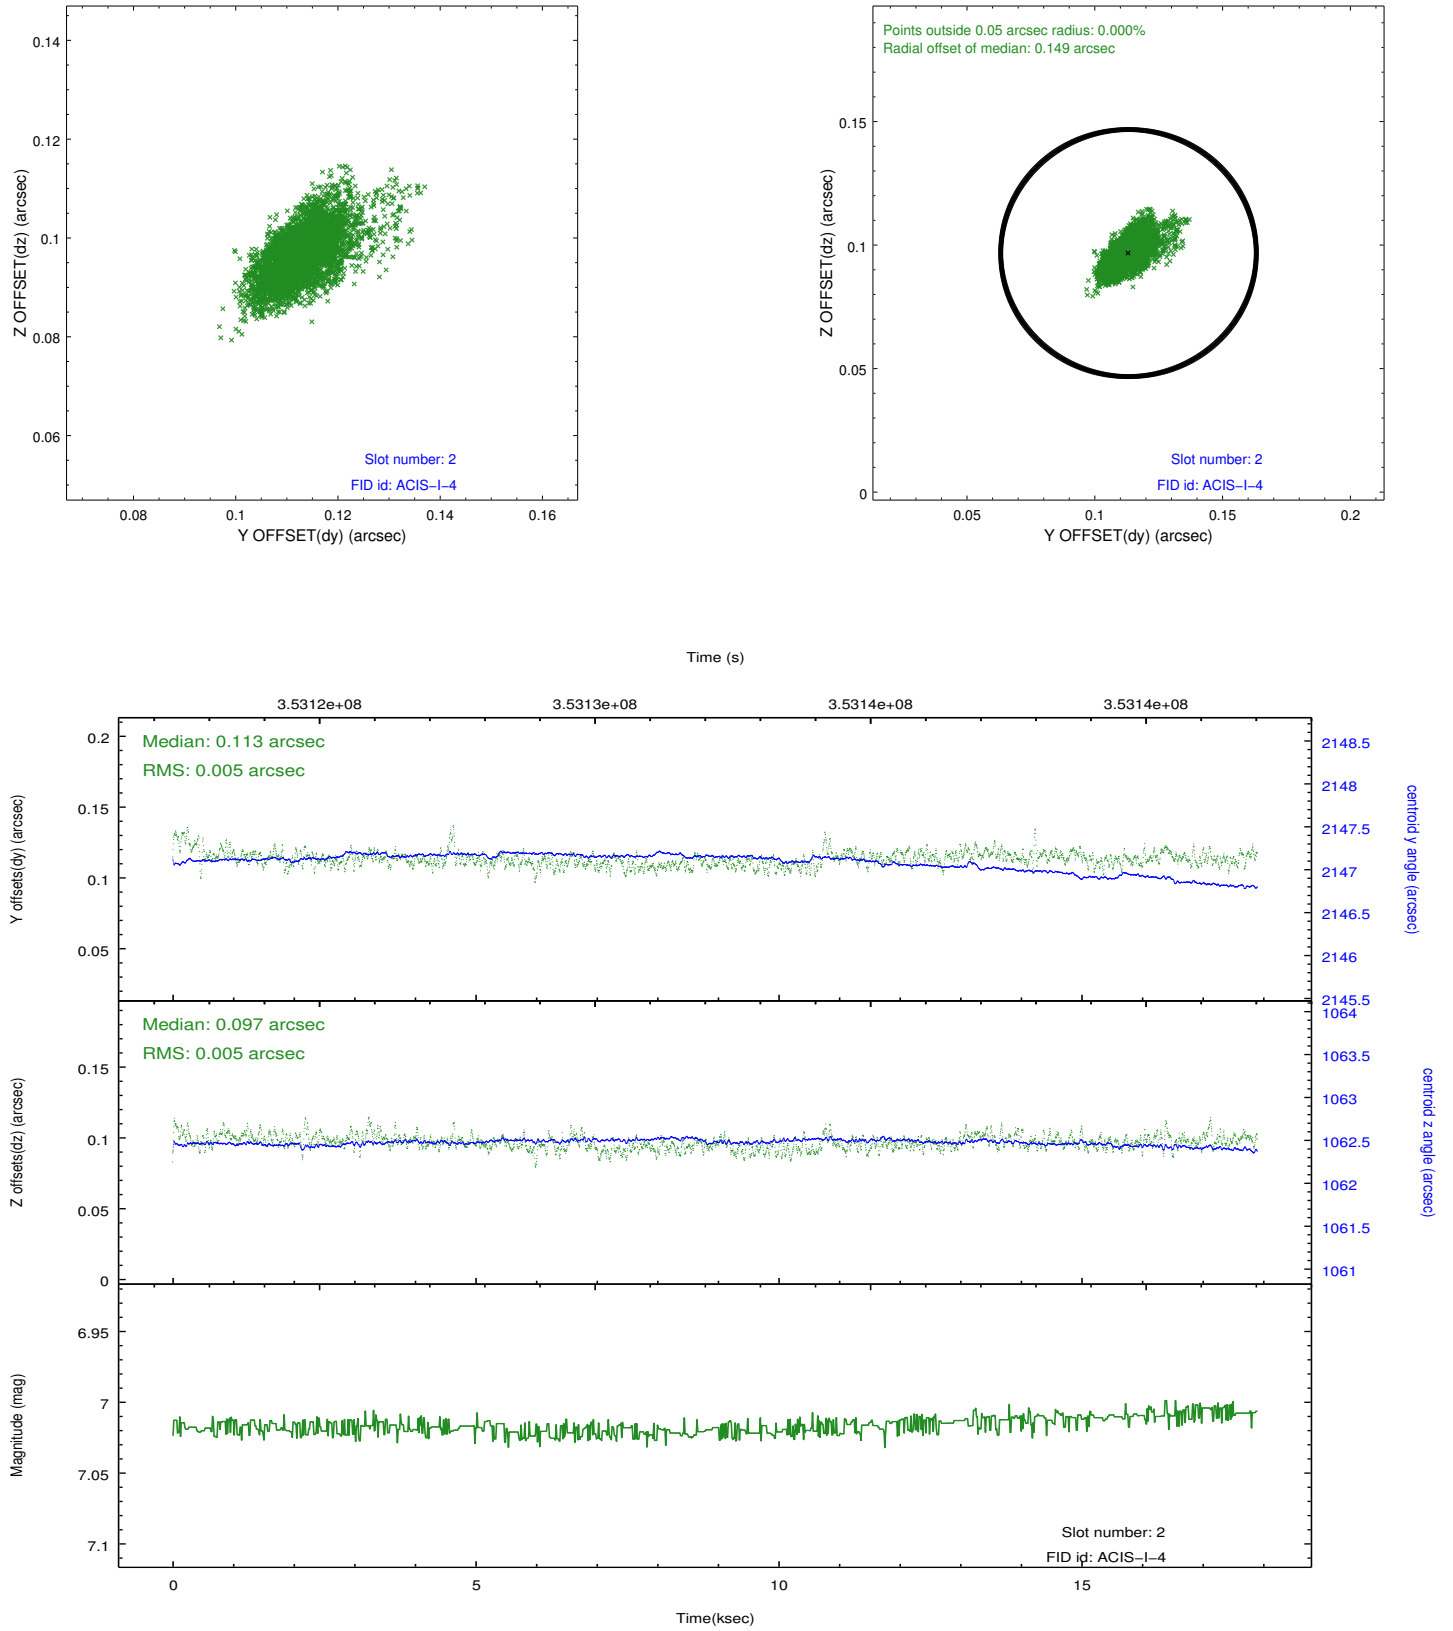 0.14
0.12
0.1
0.08
0.06
Z OFFSET(dz) (arcsec)
Slot number: 2
FID id: ACIS−I−4
0.08 0.1 0.12 0.14 0.16
Y OFFSET(dy) (arcsec)
Points outside 0.05 arcsec radius: 0.000%
Radial offset of median: 0.149 arcsec
0.15
0.1
0.05
0
Z OFFSET(dz) (arcsec)
Slot number: 2
FID id: ACIS−I−4
0.05 0.1 0.15 0.2
Y OFFSET(dy) (arcsec)
Time (s)
3.5312e+08 3.5313e+08 3.5314e+08 3.5314e+08
Median: 0.113 arcsec
RMS: 0.005 arcsec
0.2
0.15
0.1
0.05
Y offsets(dy) (arcsec)
2148.5
2148
2147.5
2147
2146.5
2146
2145.5
centroid y angle (arcsec)
Median: 0.097 arcsec
RMS: 0.005 arcsec
0.15
0.1
0.05
0
Z offsets(dz) (arcsec)
1064
1063.5
1063
1062.5
1062
1061.5
1061
centroid z angle (arcsec)
6.95
7
7.05
7.1
Magnitude (mag)
Slot number: 2
FID id: ACIS−I−4
0 5 10 15
Time(ksec)